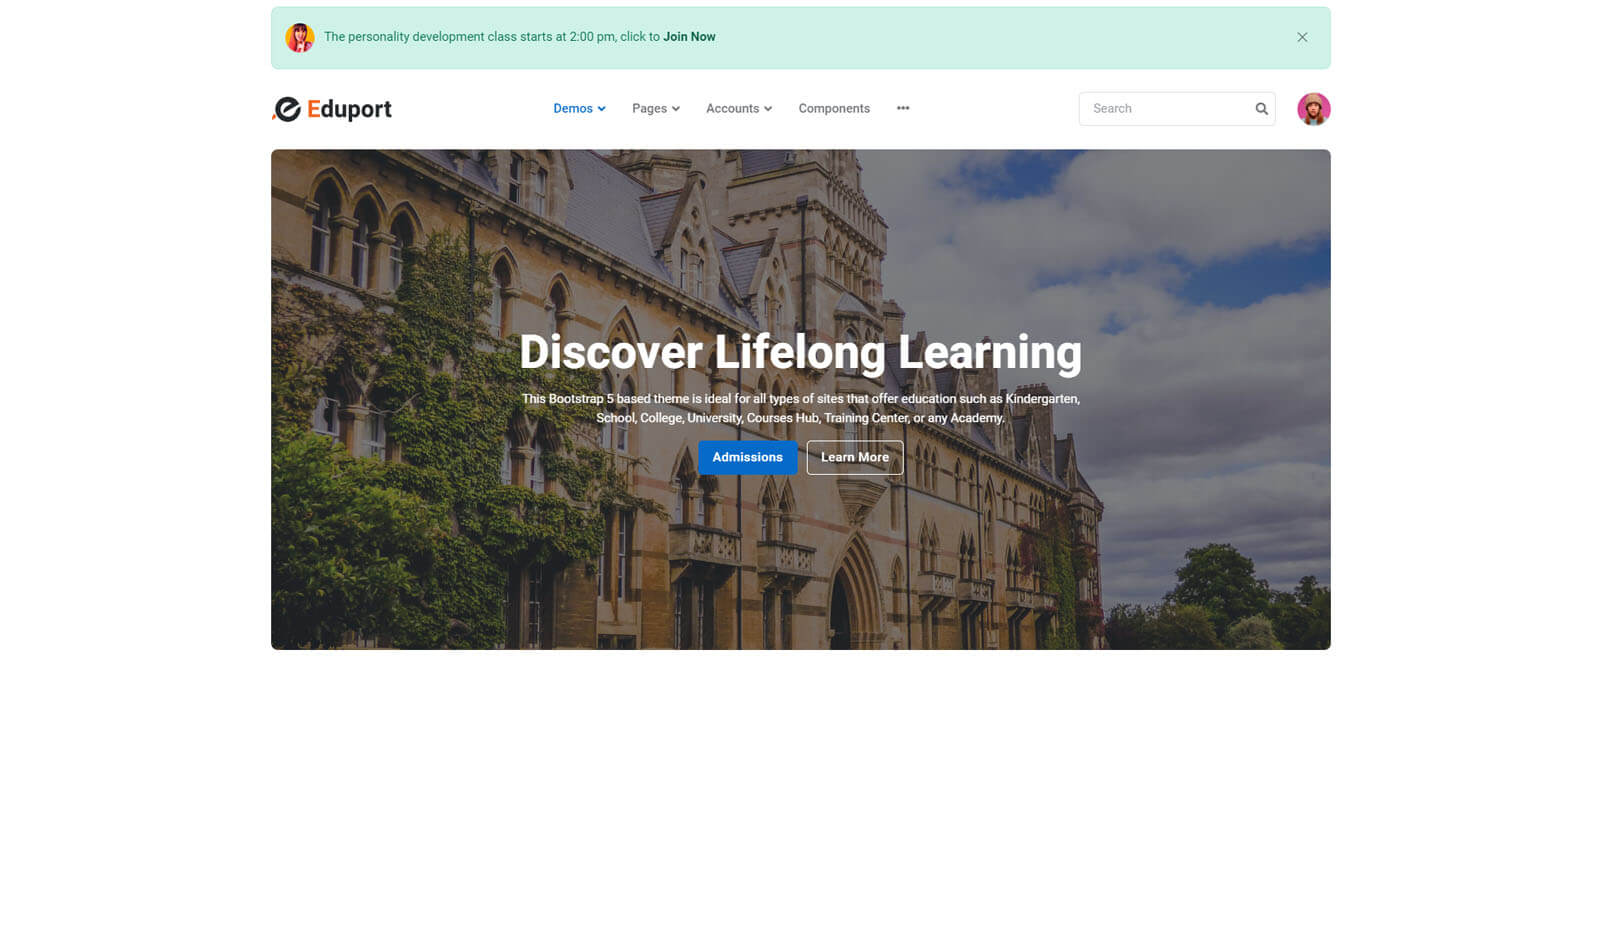 The personality development class starts at 2:00 pm, click to Join Now
Eduport
Demos Pages Accounts Components
Search
Discover Lifelong Learning
This Bootstrap 5 based theme is ideal for all types of sites that offer education such as Kindergarten,
School, College, University, Courses Hub, Training Center, or any Academy.
Admissions Learn More